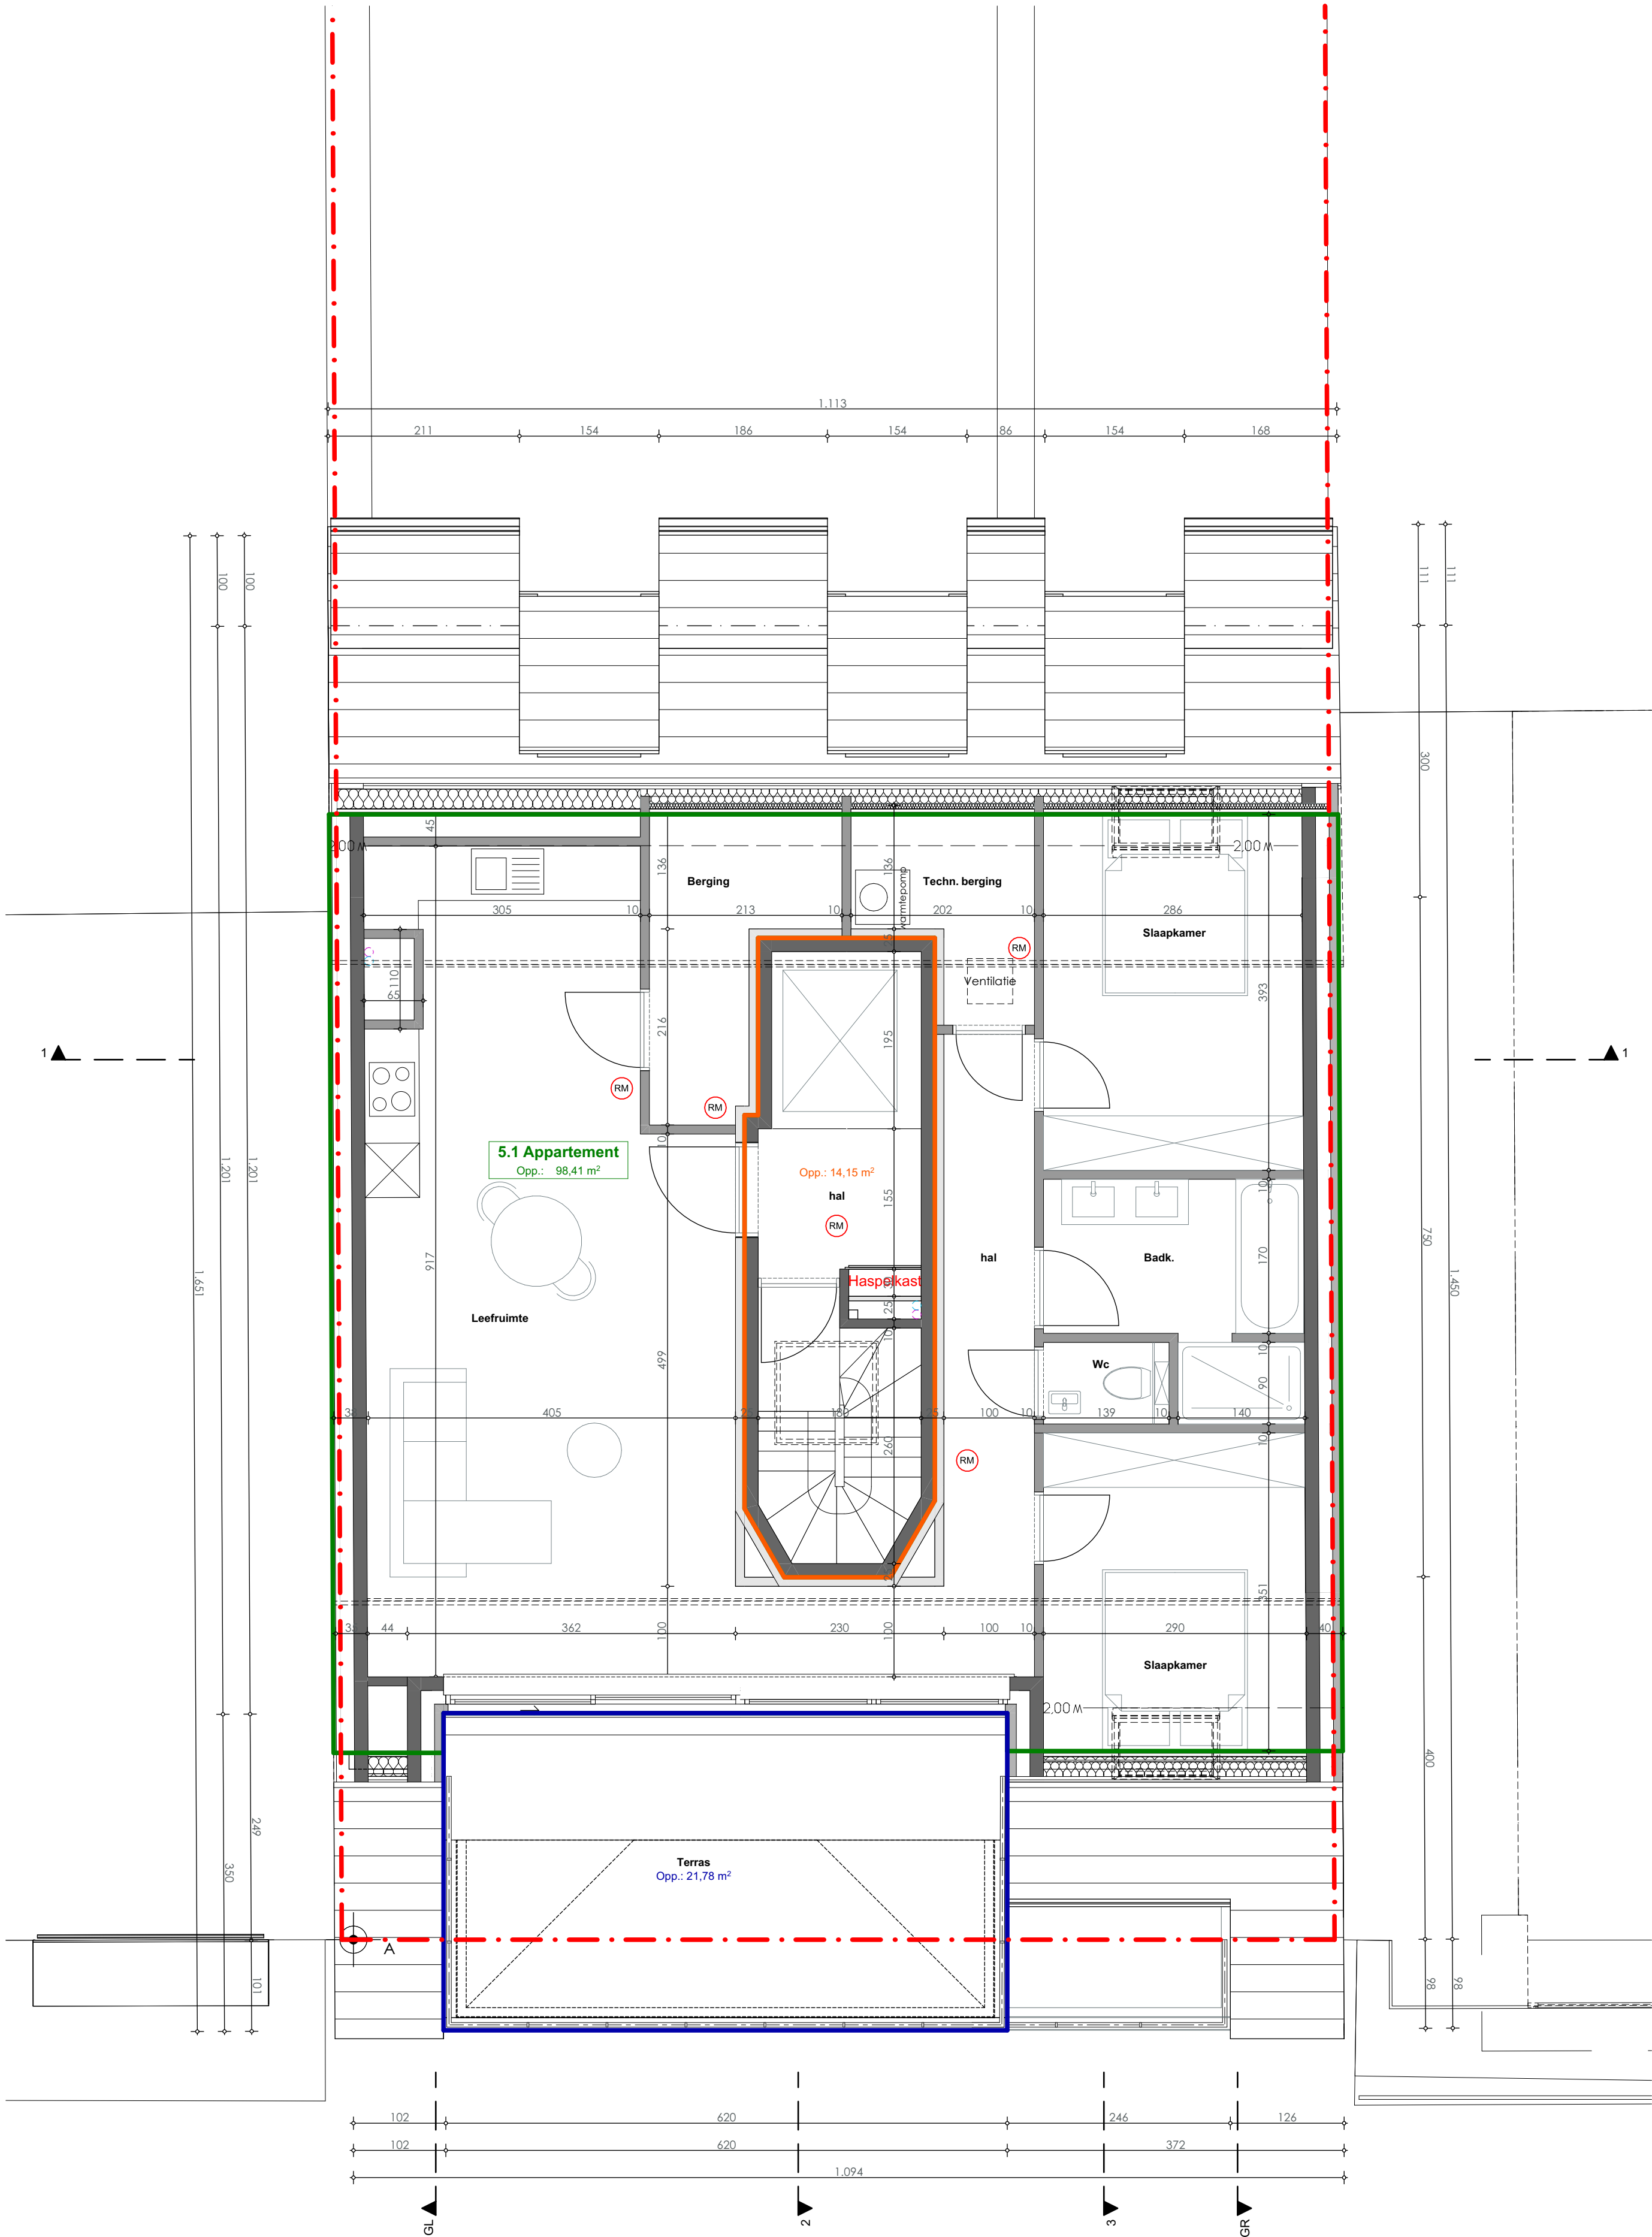 1.113
211 154 186 154 86 154 168
100 100
111 111
300
45
2,00 M 2,00 M
136 136
Berging
warmtepomp
Techn. berging
305 10 213 10 202 10 286
Slaapkamer
RM
110
65
Ventilatie
393
216
195
1 1
RM
RM
10
5.1 Appartement
Opp.: 98,41 m²
Opp.: 14,15 m²
hal
RM
155
1.201 1.201
10
170
750
917
hal
Badk.
1.651
1.450
Haspelkast
25
10
Leefruimte
499
10
Wc
90
38 405 25 180 25 100 10 139 10 140
260
10
RM
351
44 362 100 230 100 100 10 290 40
Slaapkamer
2,00 M
400
249
350
Terras
Opp.: 21,78 m²
A
101
98 98
102 620 246 126
102 620 372
1.094
GL 2 3 GR